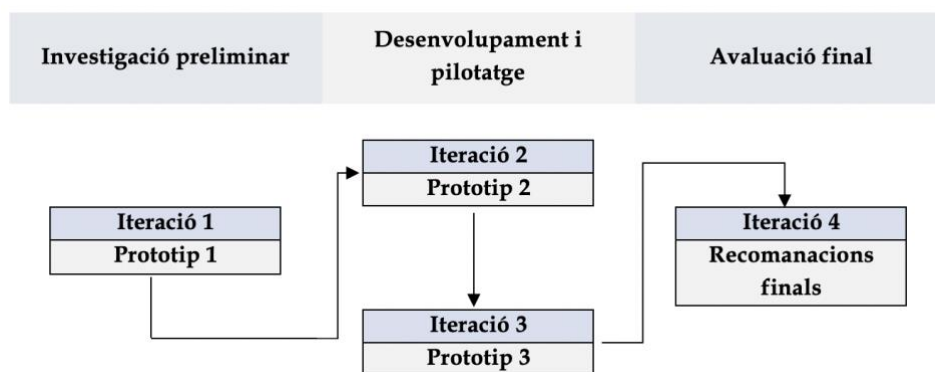 Investigació preliminar
Desenvolupament i
pilotatge
Avaluació final
Iteració 1
Prototip 1
Iteració 2
Prototip 2
Iteració 3
Prototip 3
Iteració 4
Recomanacions
finals